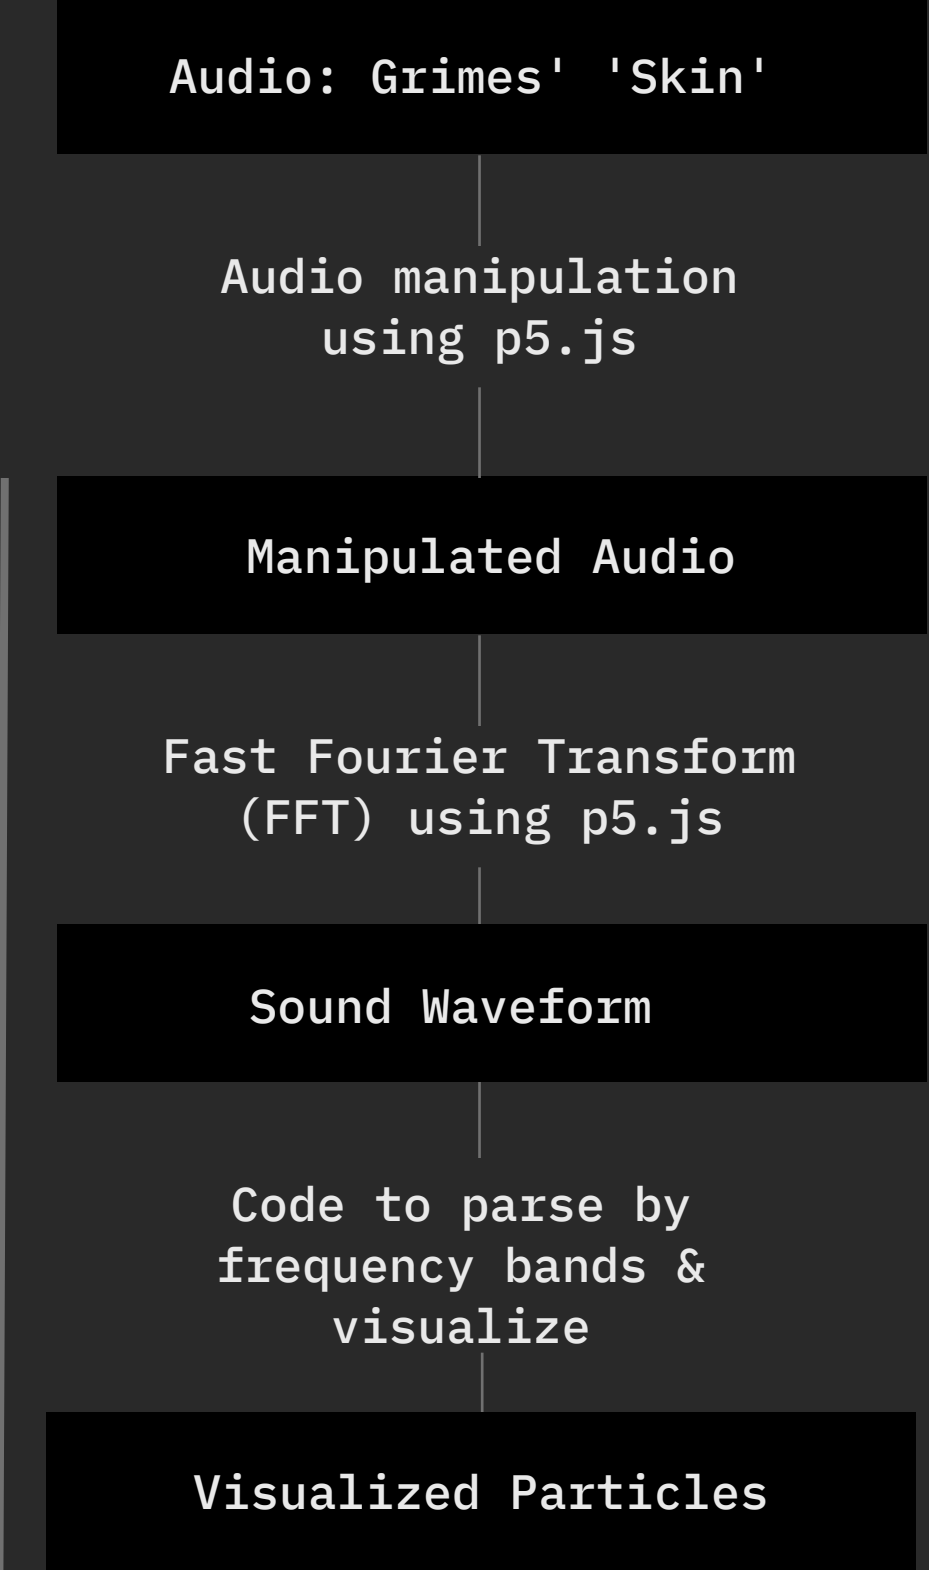 Audio: Grimes' 'Skin'
Audio manipulation
using p5.js
Manipulated Audio
Fast Fourier Transform
(FFT) using p5.js
Sound Waveform
Code to parse by
frequency bands &
visualize
Visualized Particles